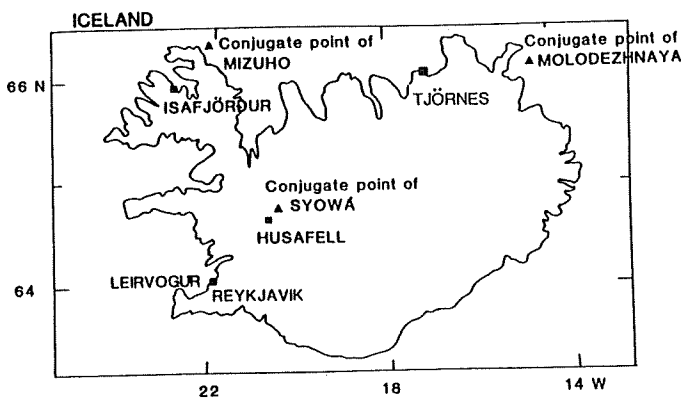 ICELAND
Conjugate point of
MIZUHO
Conjugate point of
MOLODEZHNAYA
66 N
ISAFJÖRDUR
TJÖRNES
Conjugate point of
SYOWÁ
HUSAFELL
LEIRVOGUR
REYKJAVIK
64
22
18
14 W